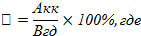 ▯ = Акк/Вгд × 100%, где